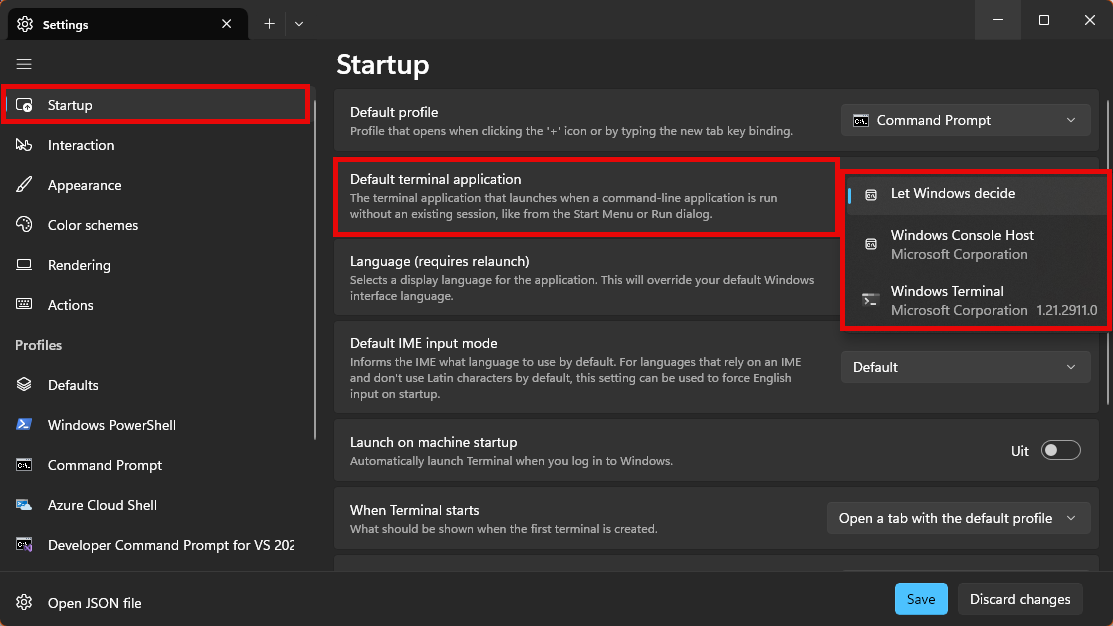 Settings
Startup
Interaction
Appearance
Color schemes
Rendering
Actions
Profiles
Defaults
Windows PowerShell
Command Prompt
Azure Cloud Shell
Developer Command Prompt for VS 202
Open JSON file
Startup
Default profile
Profile that opens when clicking the '+' icon or by typing the new tab key binding.
Command Prompt
Default terminal application
The terminal application that launches when a command-line application is run
without an existing session, like from the Start Menu or Run dialog.
Let Windows decide
Windows Console Host
Microsoft Corporation
Windows Terminal
Microsoft Corporation 1.21.2911.0
Language (requires relaunch)
Selects a display language for the application. This will override your default Windows
interface language.
Default IME input mode
Informs the IME what language to use by default. For languages that rely on an IME
and don't use Latin characters by default, this setting can be used to force English
input on startup.
Default
Launch on machine startup
Automatically launch Terminal when you log in to Windows.
Uit
When Terminal starts
What should be shown when the first terminal is created.
Open a tab with the default profile
Save
Discard changes